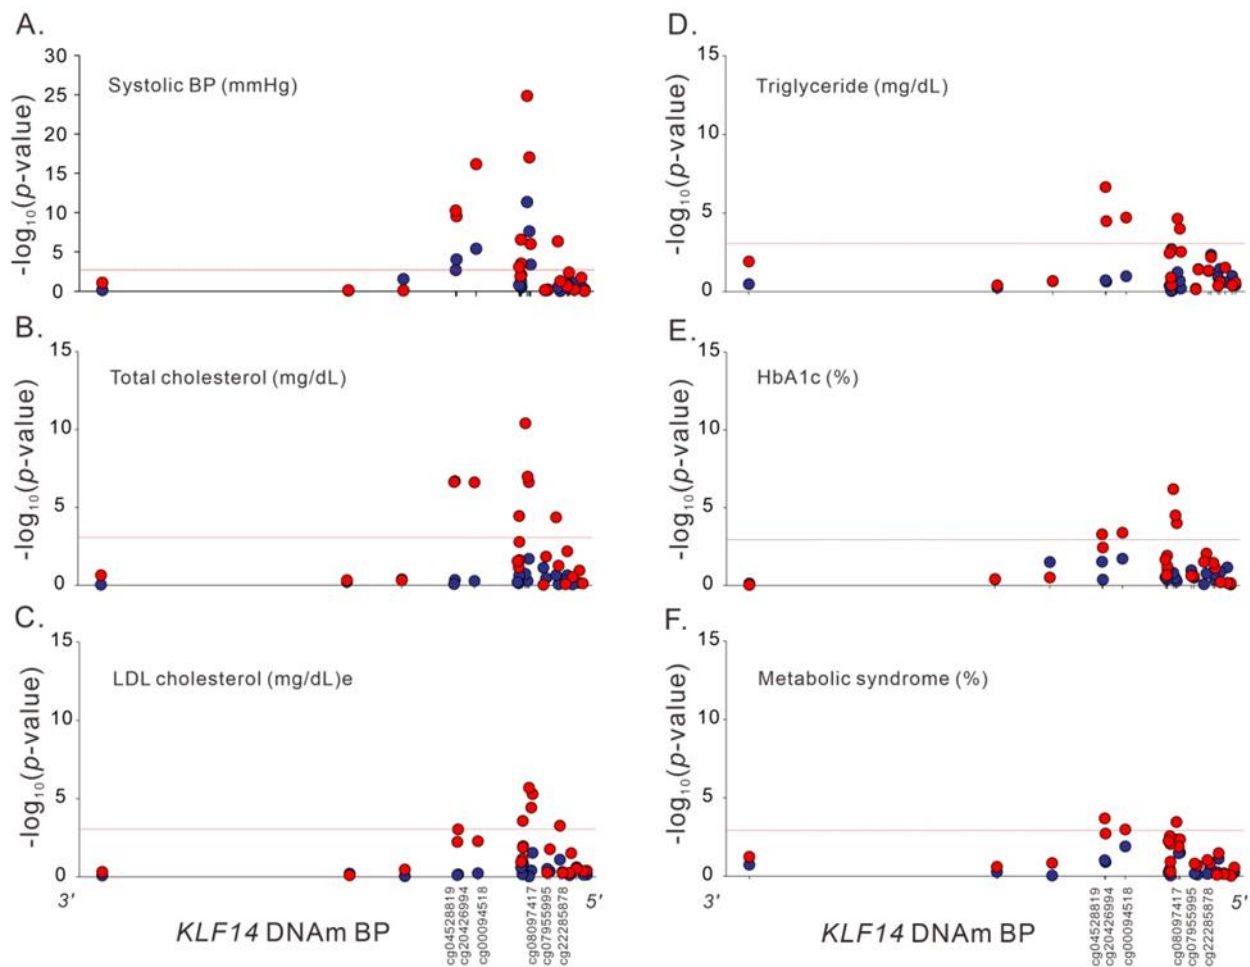 A.
30
25
20
15
10
5
0
-log10(p-value)
Systolic BP (mmHg)
B.
15
10
5
0
-log10(p-value)
Total cholesterol (mg/dL)
C.
15
10
5
0
-log10(p-value)
LDL cholesterol (mg/dL)e
3'
5'
KLF14 DNAm BP
cg04528819
cg20426994
cg00094518
cg08097417
cg07955995
cg22285878
D.
15
10
5
0
-log10(p-value)
Triglyceride (mg/dL)
E.
15
10
5
0
-log10(p-value)
HbA1c (%)
F.
15
10
5
0
-log10(p-value)
Metabolic syndrome (%)
3'
5'
KLF14 DNAm BP
cg04528819
cg20426994
cg00094518
cg08097417
cg07955995
cg22285878